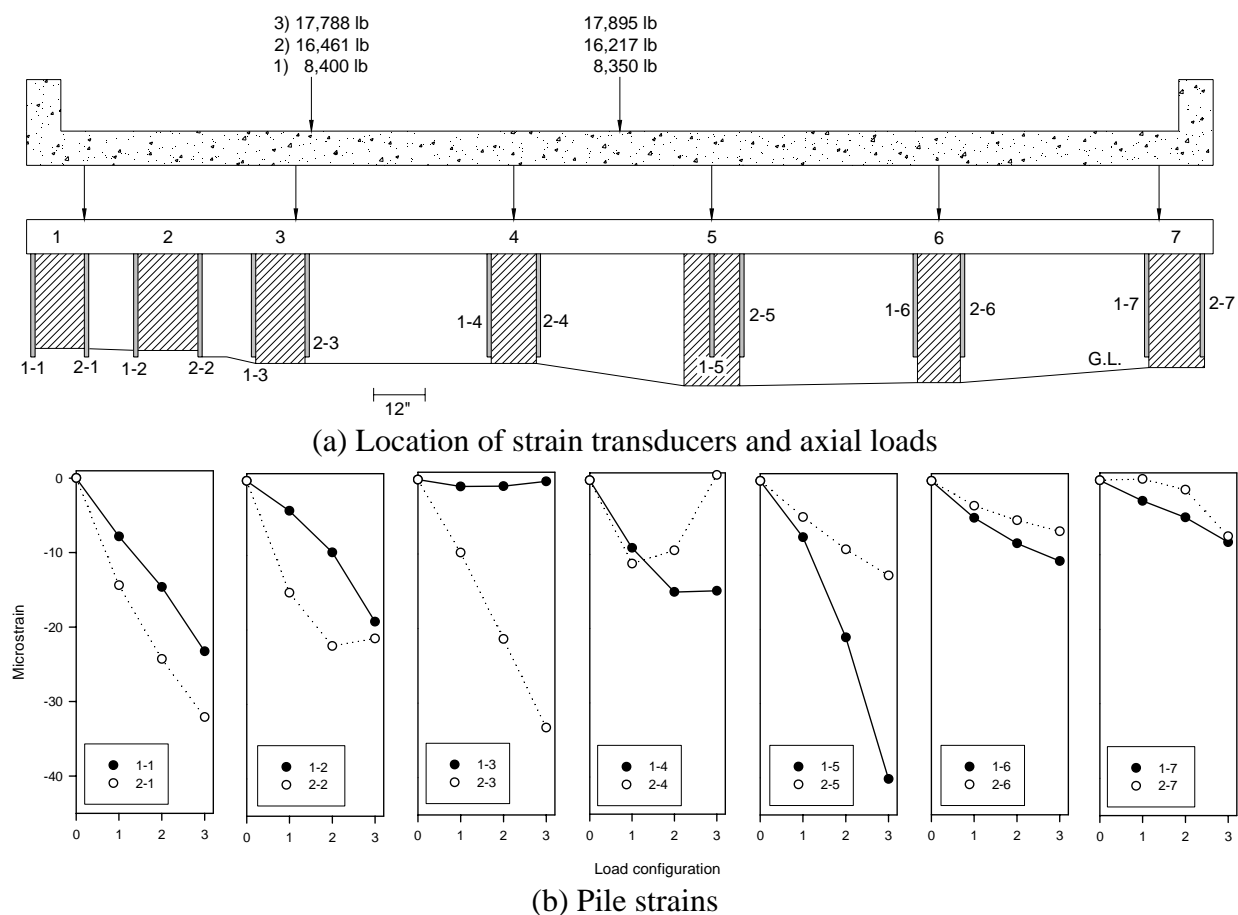 3) 17,788 lb 17,895 lb
2) 16,461 lb 16,217 lb
1) 8,400 lb 8,350 lb
1 2 3 4 5 6 7
1-4 2-4 2-5 1-6 2-6 1-7 2-7
2-3
1-1 2-1 1-2 2-2 1-3 1-5 G.L.
12"
(a) Location of strain transducers and axial loads
Microstrain
0
-10
-20
-30
-40
1-1
2-1
1-2
2-2
1-3
2-3
1-4
2-4
1-5
2-5
1-6
2-6
1-7
2-7
0 1 2 3 0 1 2 3 0 1 2 3 0 1 2 3 0 1 2 3 0 1 2 3 0 1 2 3
Load configuration
(b) Pile strains